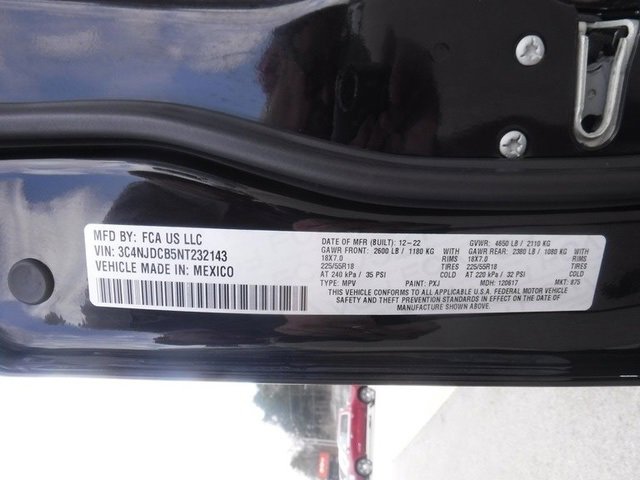 MFD BY: FCA US LLC
VIN: 3C4NJDCB5NT232143
VEHICLE MADE IN: MEXICO
DATE OF MFR (BUILT): 12-22 GVWR: 4650 LB / 2110 KG
GAWR FRONT: 2600 LB / 1180 KG WITH GAWR REAR: 2380 LB / 1080 KG WITH
18X7.0 RIMS 18X7.0 RIMS
225/55R18 TIRES 225/55R18 TIRES
AT 240 kPa / 35 PSI COLD AT 220 kPa / 32 PSI COLD
TYPE: MPV PAINT: PXJ MDH: 120617 MKT: 875
THIS VEHICLE CONFORMS TO ALL APPLICABLE U.S.A. FEDERAL MOTOR VEHICLE
SAFETY AND THEFT PREVENTION STANDARDS IN EFFECT ON THE DATE OF
MANUFACTURE SHOWN ABOVE.